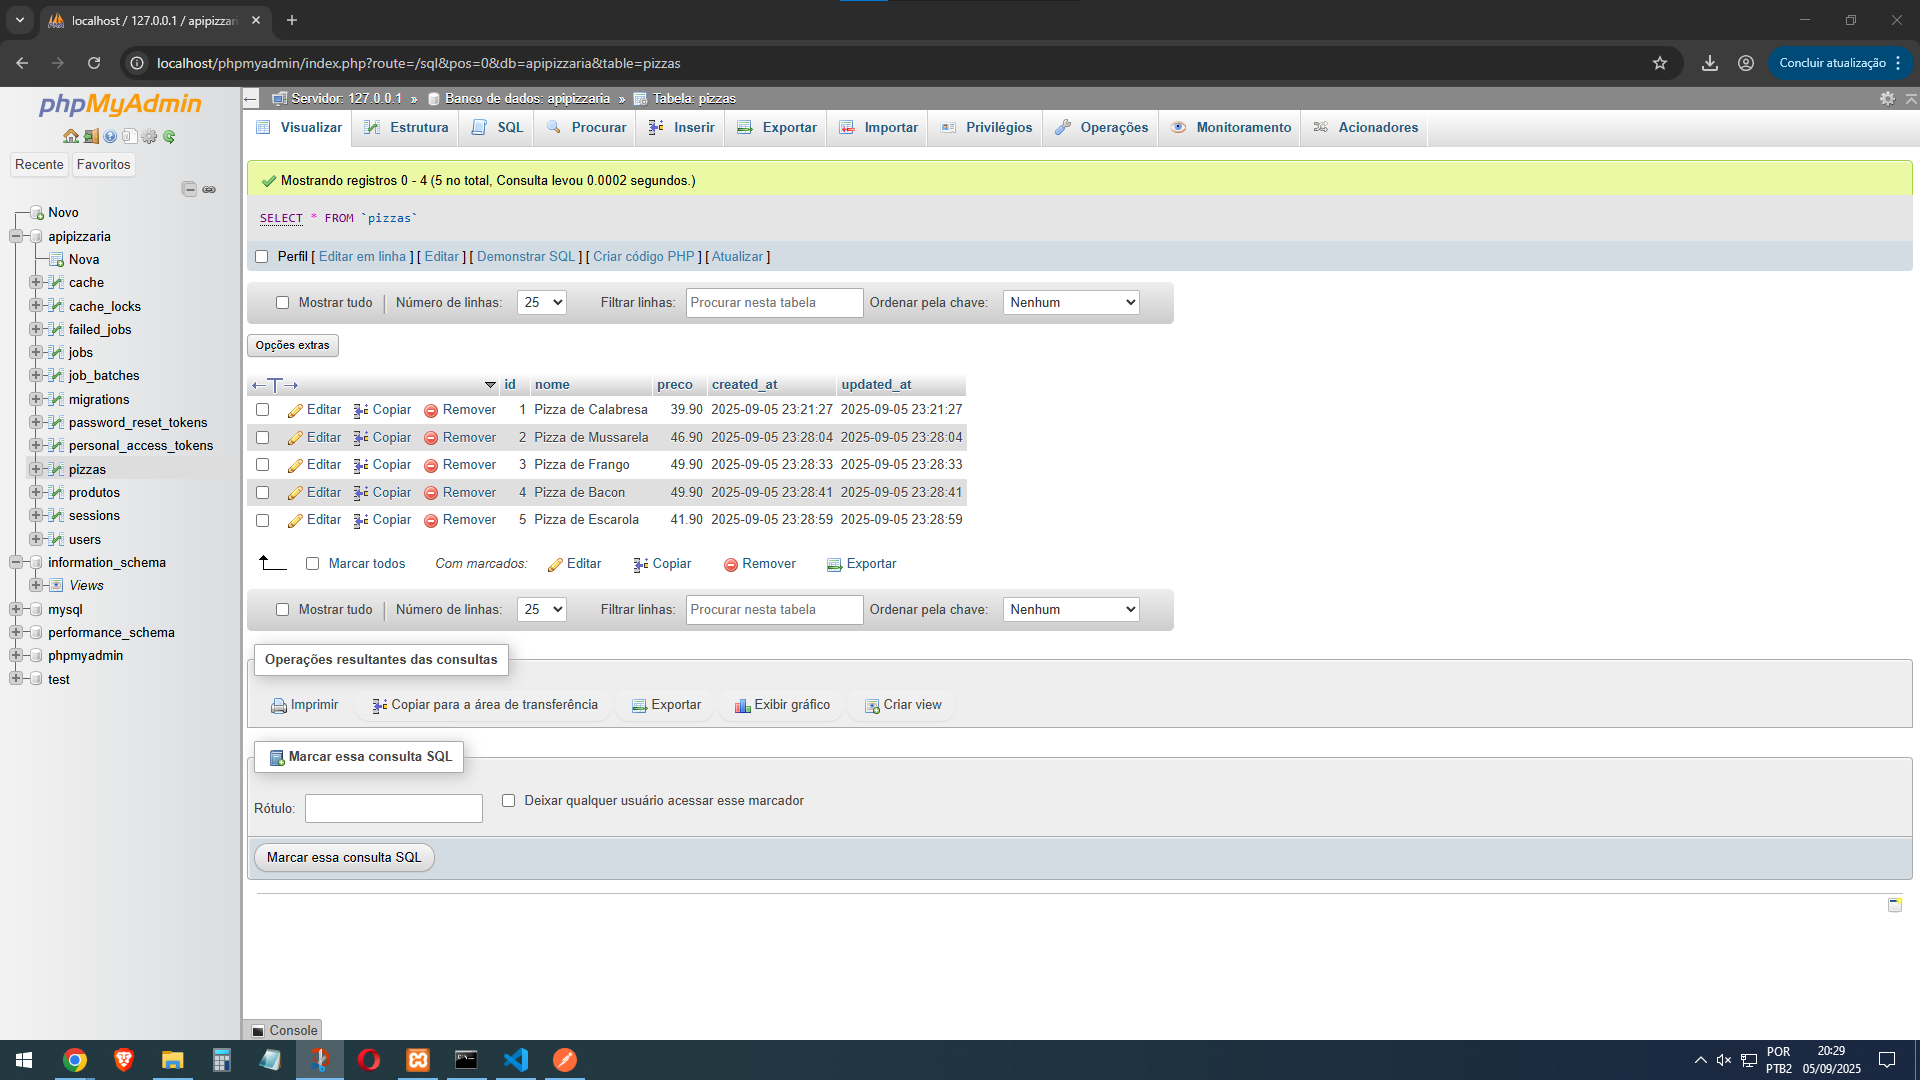 localhost / 127.0.0.1 / apipizzari
localhost/phpmyadmin/index.php?route=/sql&pos=0&db=apipizzaria&table=pizzas
Concluir atualização
phpMyAdmin
Recente Favoritos
Novo
apipizzaria
Nova
cache
cache_locks
failed_jobs
jobs
job_batches
migrations
password_reset_tokens
personal_access_tokens
pizzas
produtos
sessions
users
information_schema
Views
mysql
performance_schema
phpmyadmin
test
Servidor: 127.0.0.1 » Banco de dados: apipizzaria » Tabela: pizzas
Visualizar Estrutura SQL Procurar Inserir Exportar Importar Privilégios Operações Monitoramento Acionadores
Mostrando registros 0 - 4 (5 no total, Consulta levou 0.0002 segundos.)
SELECT * FROM `pizzas`
Perfil [ Editar em linha ] [ Editar ] [ Demonstrar SQL ] [ Criar código PHP ] [ Atualizar ]
Mostrar tudo Número de linhas: 25 Filtrar linhas: Procurar nesta tabela Ordenar pela chave: Nenhum
Opções extras
id nome preco created_at updated_at
Editar Copiar Remover 1 Pizza de Calabresa 39.90 2025-09-05 23:21:27 2025-09-05 23:21:27
Editar Copiar Remover 2 Pizza de Mussarela 46.90 2025-09-05 23:28:04 2025-09-05 23:28:04
Editar Copiar Remover 3 Pizza de Frango 49.90 2025-09-05 23:28:33 2025-09-05 23:28:33
Editar Copiar Remover 4 Pizza de Bacon 49.90 2025-09-05 23:28:41 2025-09-05 23:28:41
Editar Copiar Remover 5 Pizza de Escarola 41.90 2025-09-05 23:28:59 2025-09-05 23:28:59
Marcar todos Com marcados: Editar Copiar Remover Exportar
Mostrar tudo Número de linhas: 25 Filtrar linhas: Procurar nesta tabela Ordenar pela chave: Nenhum
Operações resultantes das consultas
Imprimir Copiar para a área de transferência Exportar Exibir gráfico Criar view
Marcar essa consulta SQL
Rótulo: Deixar qualquer usuário acessar esse marcador
Marcar essa consulta SQL
Console
POR
PTB2
20:29
05/09/2025